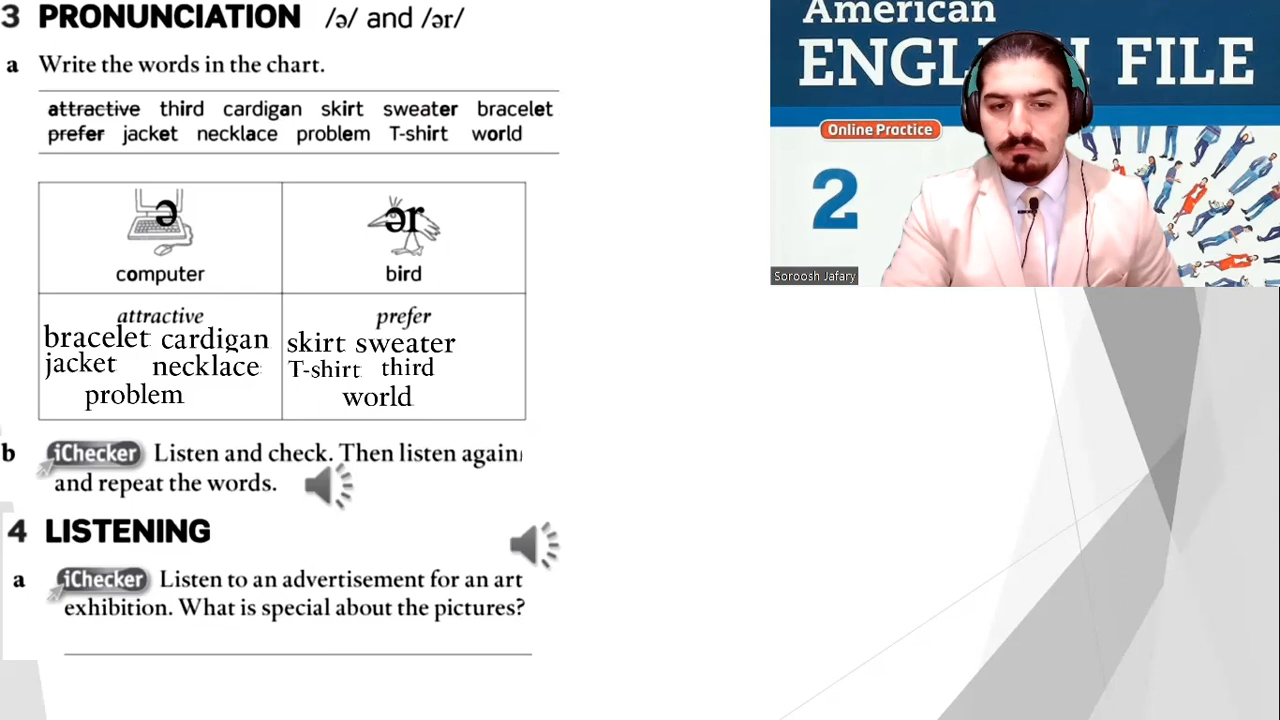 3 PRONUNCIATION /ə/ and /ər/
a Write the words in the chart.
attractive third cardigan skirt sweater bracelet
prefer jacket necklace problem T-shirt world
ə ər
computer bird
attractive prefer
bracelet cardigan skirt sweater
jacket necklace T-shirt third
problem world
b iChecker Listen and check. Then listen again
and repeat the words.
4 LISTENING
a iChecker Listen to an advertisement for an art
exhibition. What is special about the pictures?
American
ENGL H FILE
Online Practice
2
Soroosh Jafary